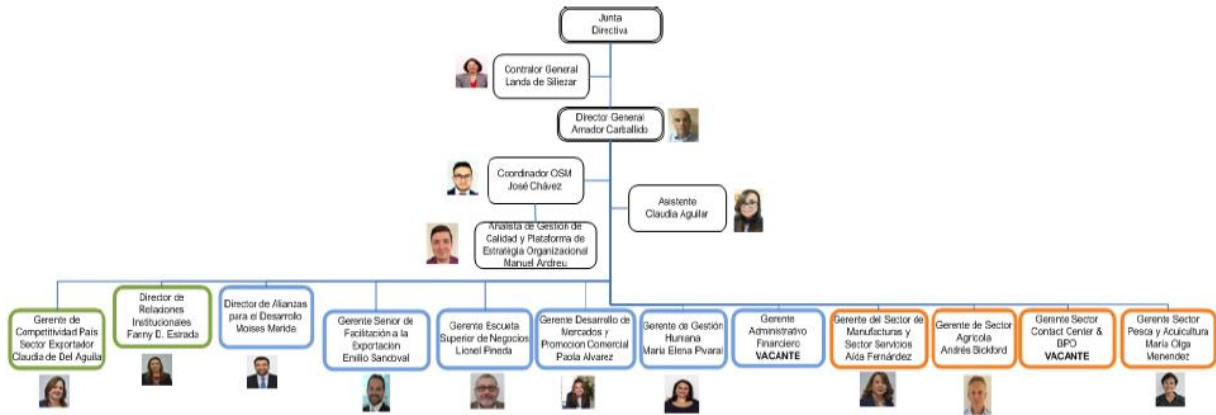 Junta
Directiva
Contralor General
Landa de Siliezar
Director General
Amador Carballido
Coordinador OSM
José Chávez
Asistente
Claudia Aguilar
Analista de Gestión de
Calidad y Plataforma de
Estratégia Organizacional
Manuel Andreu
Gerente de
Competitividad País
Sector Exportador
Claudia de Del Aguila
Director de
Relaciones
Institucionales
Fanny D. Estrada
Director de Alianzas
para el Desarrollo
Moises Merida
Gerente Senior de
Facilitación a la
Exportación
Emilio Sandoval
Gerente Escuela
Superior de Negocios
Lionel Pineda
Gerente Desarrollo de
Mercados y
Promocion Comercial
Paola Alvarez
Gerente de Gestión
Humana
María Elena Pivaral
Gerente
Administrativo
Financiero
VACANTE
Gerente del Sector de
Manufacturas y
Sector Servicios
Aída Fernández
Gerente de Sector
Agrícola
Andrés Bickford
Gerente Sector
Contact Center &
BPO
VACANTE
Gerente Sector
Pesca y Acuicultura
María Olga
Menendez